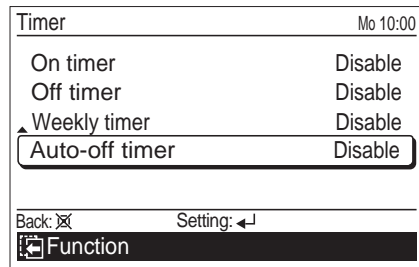 Timer Mo 10:00
On timer Disable
Off timer Disable
Weekly timer Disable
Auto-off timer Disable
Back: Setting:
Function